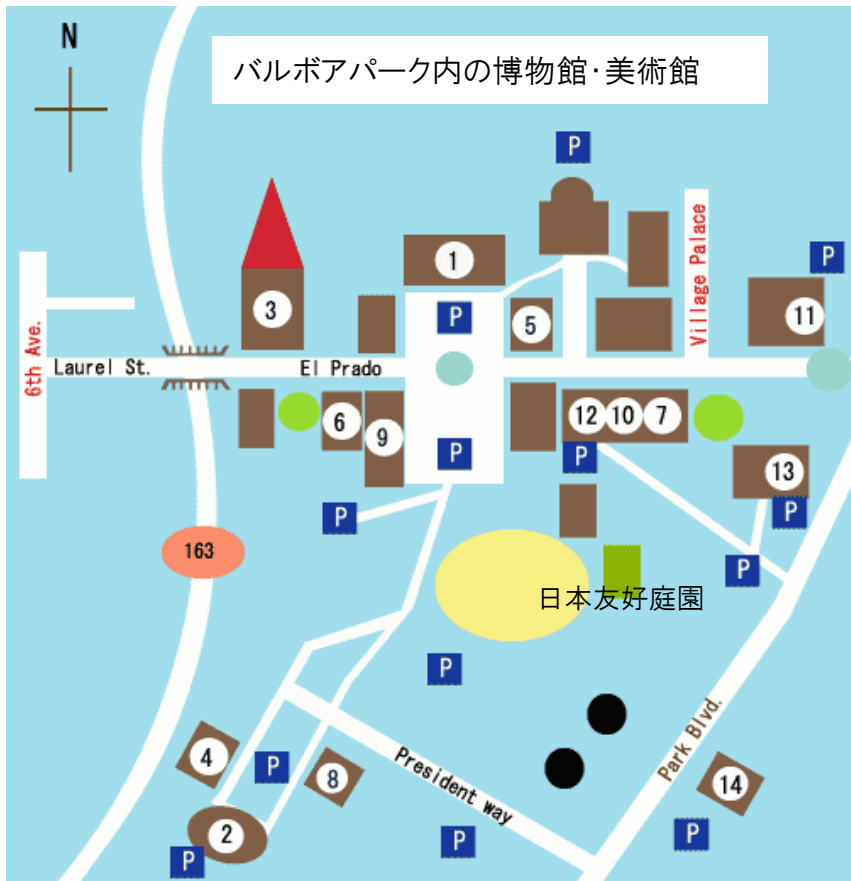 N
バルボアパーク内の博物館・美術館
P
P
1
3
P
5
11
6th Ave.
Laurel St.
El Prado
Village Palace
6
9
12
10
7
P
P
13
P
P
163
P
日本友好庭園
P
4
P
8
President way
Park Blvd.
14
2
P
P
P